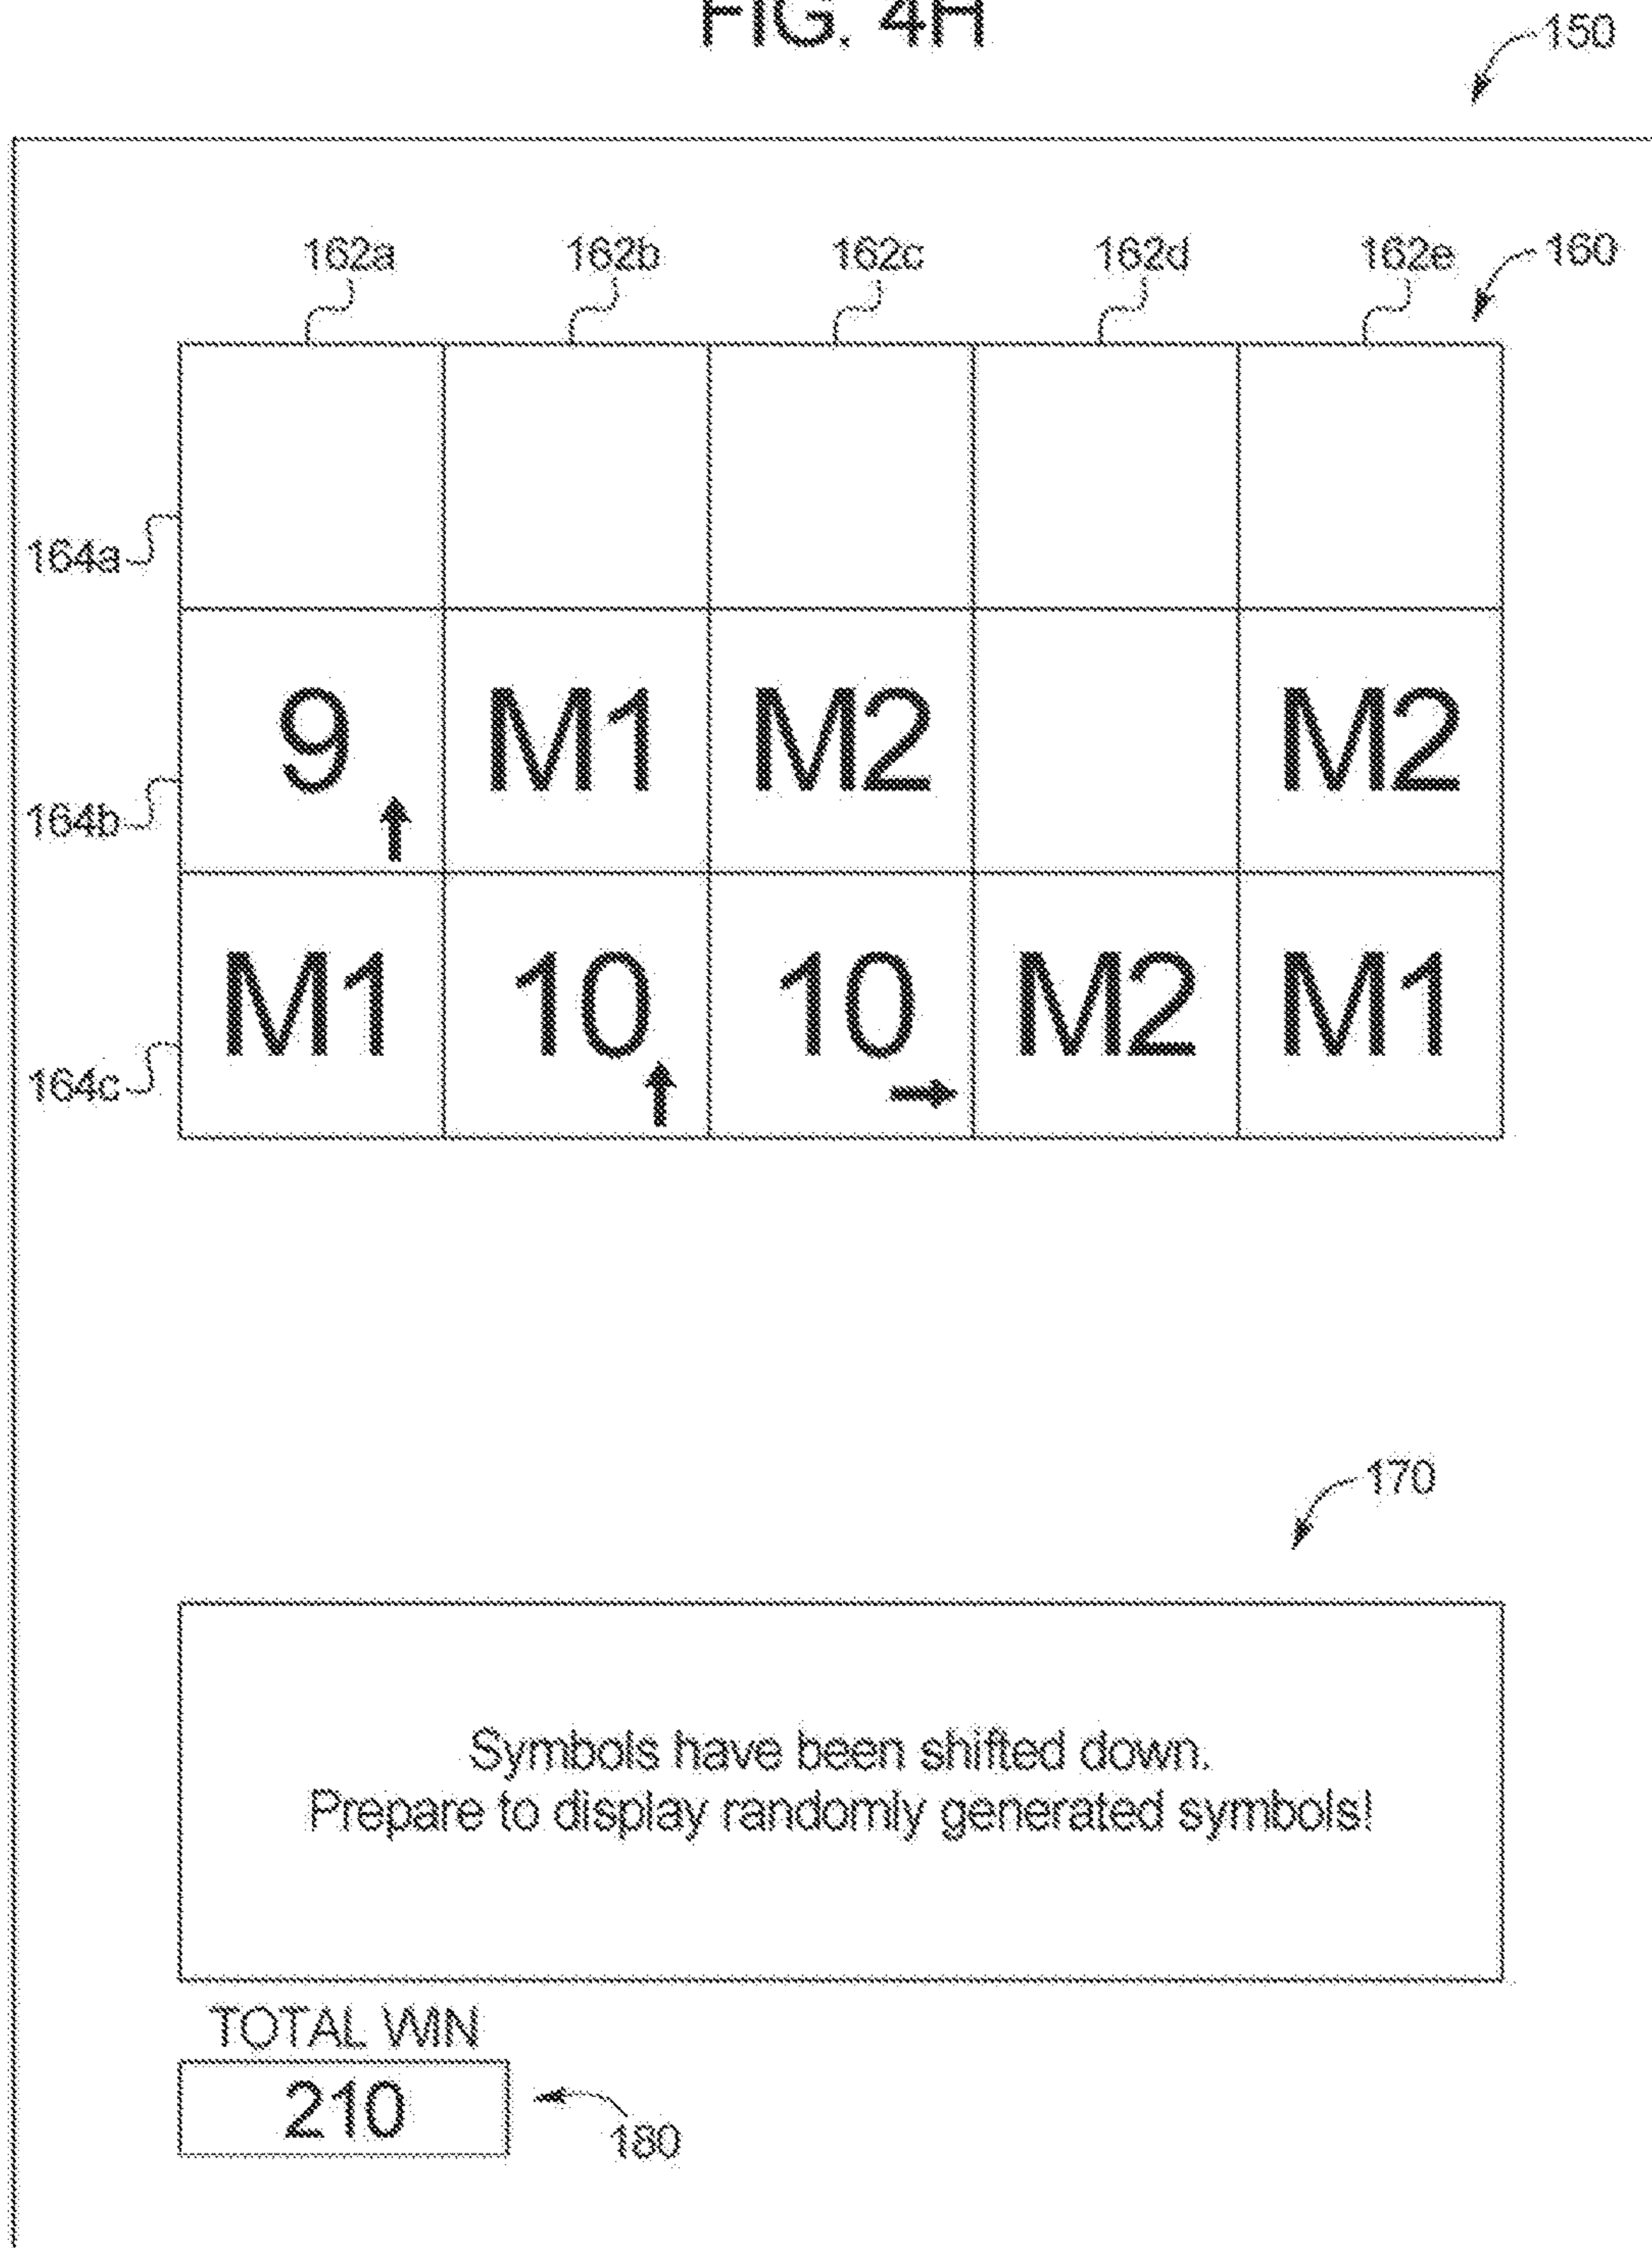 FIG. 4H
150
162a 162b 162c 162d 162e 160
164a
9 M1 M2 M2
164b
M1 10 10 M2 M1
164c
170
Symbols have been shifted down.
Prepare to display randomly generated symbols!
TOTAL WIN
210
180